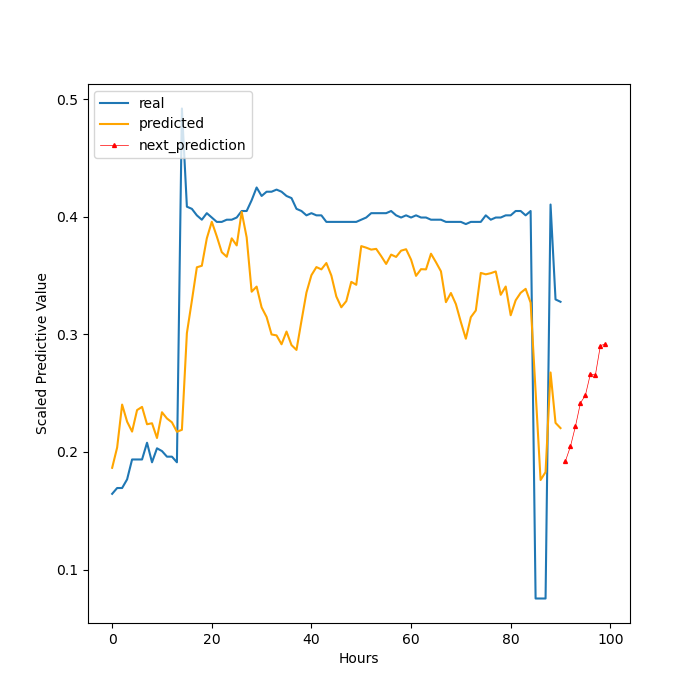 real
predicted
next_prediction
0.5
0.4
0.3
0.2
0.1
Scaled Predictive Value
0 20 40 60 80 100
Hours